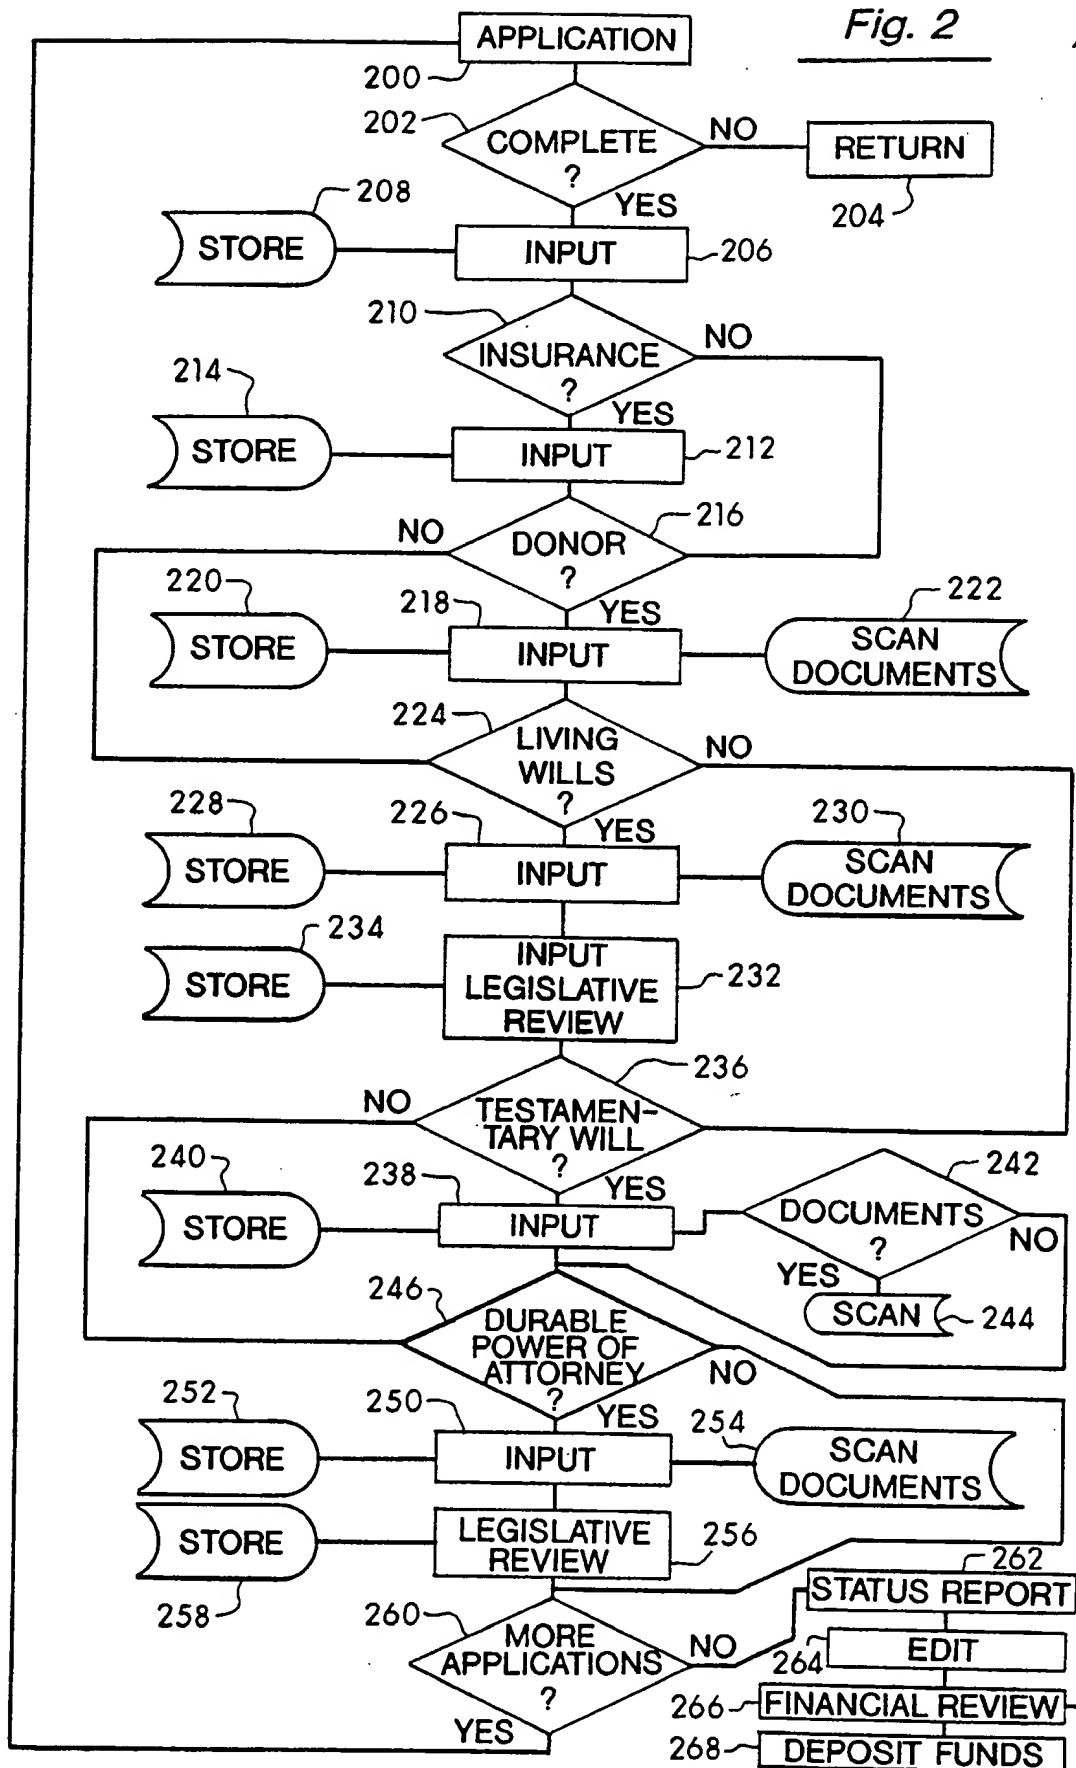 Fig. 2
APPLICATION
200
202
COMPLETE
?
NO
RETURN
204
YES
208
STORE
INPUT
206
210
INSURANCE
?
NO
214
YES
STORE
INPUT
212
NO
DONOR
?
216
220
218
YES
222
STORE
INPUT
SCAN
DOCUMENTS
224
LIVING
WILLS
?
NO
228
226
YES
230
STORE
INPUT
SCAN
DOCUMENTS
234
STORE
INPUT
LEGISLATIVE
REVIEW
232
236
NO
TESTAMEN-
TARY WILL
?
240
238
YES
242
STORE
INPUT
DOCUMENTS
?
NO
YES
SCAN
244
246
DURABLE
POWER OF
ATTORNEY
?
NO
252
250
YES
254
STORE
INPUT
SCAN
DOCUMENTS
STORE
LEGISLATIVE
REVIEW
256
258
260
MORE
APPLICATIONS
?
NO
YES
262
STATUS REPORT
264
EDIT
266
FINANCIAL REVIEW
268
DEPOSIT FUNDS